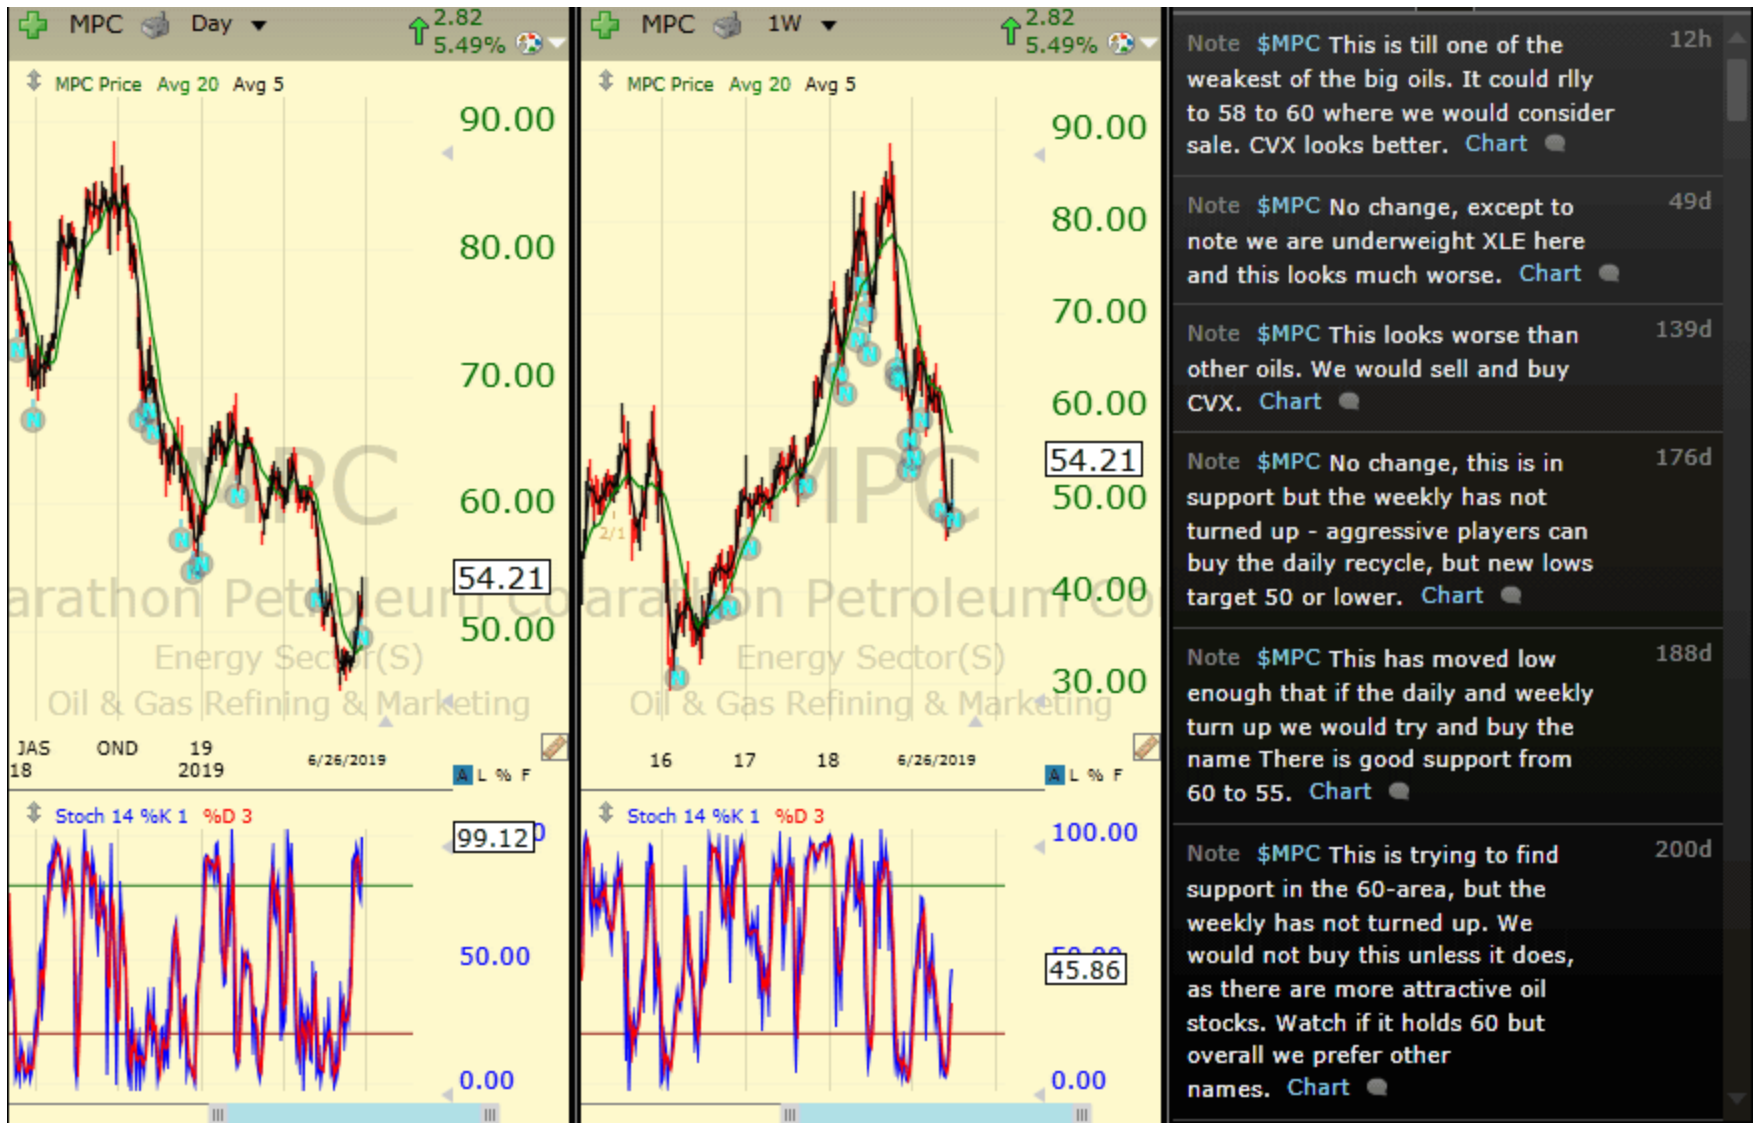 MPC Day 2.82
5.49%
MPC Price Avg 20 Avg 5
90.00
80.00
70.00
60.00
54.21
50.00
MPC
arathon Petroleum Co
Energy Sector(S)
Oil & Gas Refining & Marketing
JAS OND 19 6/26/2019
18 2019
A L % F
Stoch 14 %K 1 %D 3
99.12
50.00
0.00
MPC 1W 2.82
5.49%
MPC Price Avg 20 Avg 5
90.00
80.00
70.00
60.00
54.21
50.00
40.00
30.00
2/1
MPC
arathon Petroleum Co
Energy Sector(S)
Oil & Gas Refining & Marketing
16 17 18 6/26/2019
A L % F
Stoch 14 %K 1 %D 3
100.00
50.00
45.86
0.00
Note $MPC This is till one of the 12h
weakest of the big oils. It could rlly
to 58 to 60 where we would consider
sale. CVX looks better. Chart
Note $MPC No change, except to 49d
note we are underweight XLE here
and this looks much worse. Chart
Note $MPC This looks worse than 139d
other oils. We would sell and buy
CVX. Chart
Note $MPC No change, this is in 176d
support but the weekly has not
turned up - aggressive players can
buy the daily recycle, but new lows
target 50 or lower. Chart
Note $MPC This has moved low 188d
enough that if the daily and weekly
turn up we would try and buy the
name There is good support from
60 to 55. Chart
Note $MPC This is trying to find 200d
support in the 60-area, but the
weekly has not turned up. We
would not buy this unless it does,
as there are more attractive oil
stocks. Watch if it holds 60 but
overall we prefer other
names. Chart